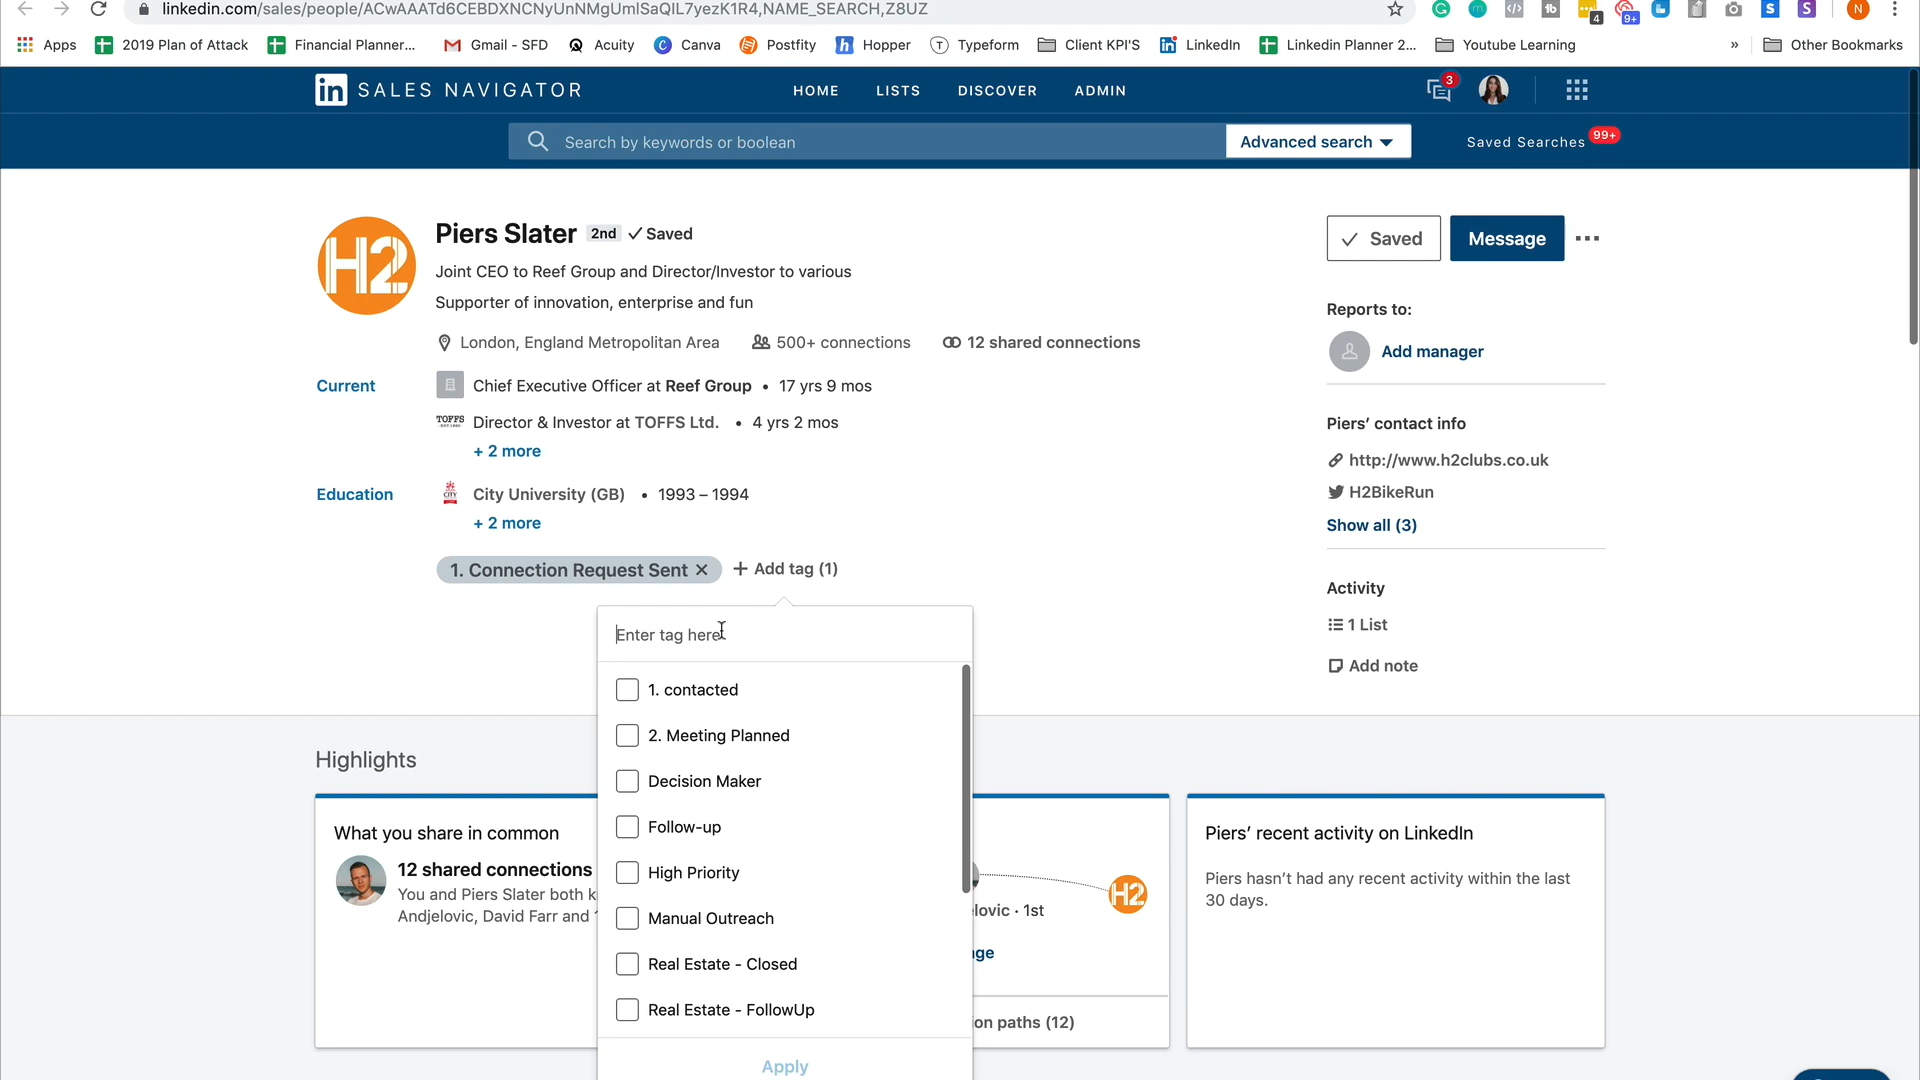 linkedin.com/sales/people/ACwAAATd6CEBDXNCNyUnNMgUmlSaQIL7yezK1R4,NAME_SEARCH,Z8UZ
4
9+
N
Apps
2019 Plan of Attack
Financial Planner...
Gmail - SFD
Acuity
Canva
Postfity
Hopper
Typeform
Client KPI'S
LinkedIn
Linkedin Planner 2...
Youtube Learning
»
Other Bookmarks
in SALES NAVIGATOR
HOME
LISTS
DISCOVER
ADMIN
3
Search by keywords or boolean
Advanced search
Saved Searches
99+
H2
Piers Slater 2nd ✓ Saved
Joint CEO to Reef Group and Director/Investor to various
Supporter of innovation, enterprise and fun
London, England Metropolitan Area
500+ connections
12 shared connections
Current
Chief Executive Officer at Reef Group • 17 yrs 9 mos
TOFFS
Director & Investor at TOFFS Ltd. • 4 yrs 2 mos
+ 2 more
Education
City University (GB) • 1993 – 1994
+ 2 more
1. Connection Request Sent ×
+ Add tag (1)
Enter tag here
1. contacted
2. Meeting Planned
Decision Maker
Follow-up
High Priority
Manual Outreach
Real Estate - Closed
Real Estate - FollowUp
Apply
✓ Saved
Message
Reports to:
Add manager
Piers' contact info
http://www.h2clubs.co.uk
H2BikeRun
Show all (3)
Activity
1 List
Add note
Highlights
What you share in common
12 shared connections
You and Piers Slater both k
Andjelovic, David Farr and
H2
elovic · 1st
ge
on paths (12)
Piers' recent activity on LinkedIn
Piers hasn't had any recent activity within the last
30 days.